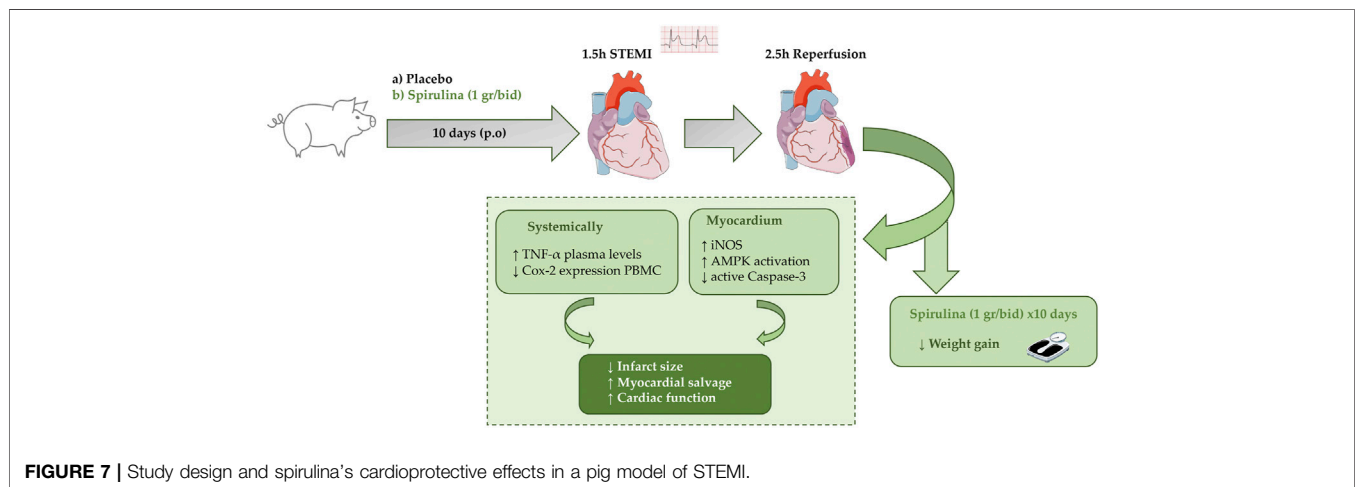 a) Placebo
b) Spirulina (1 gr/bid)
10 days (p.o)
1.5h STEMI
2.5h Reperfusion
Systemically
↑ TNF-α plasma levels
↓ Cox-2 expression PBMC
Myocardium
↑ iNOS
↑ AMPK activation
↓ active Caspase-3
↓ Infarct size
↑ Myocardial salvage
↑ Cardiac function
Spirulina (1 gr/bid) x10 days
↓ Weight gain
FIGURE 7 | Study design and spirulina's cardioprotective effects in a pig model of STEMI.